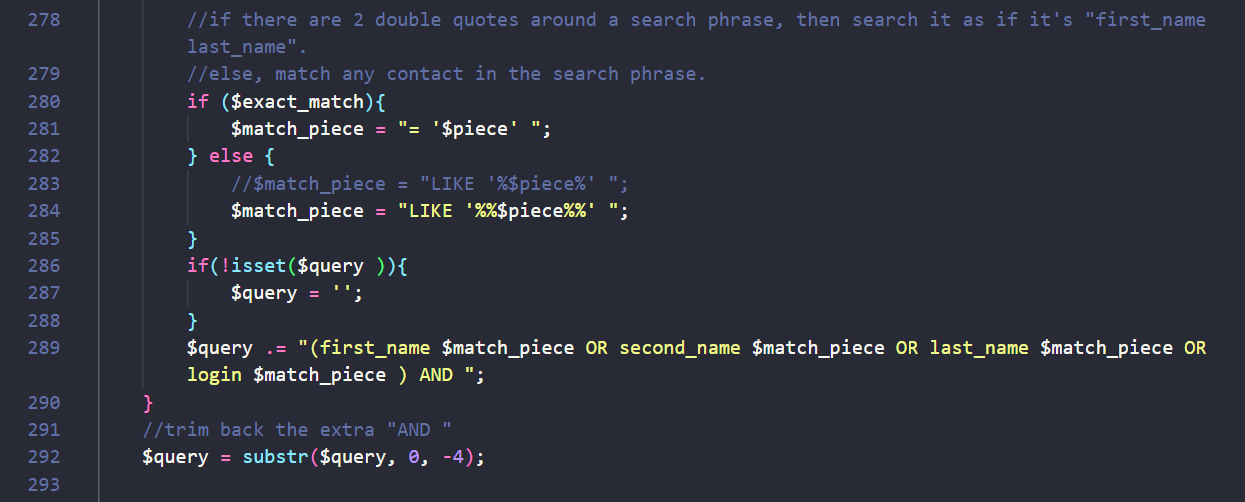 278 //if there are 2 double quotes around a search phrase, then search it as if it's "first_name
last_name".
279 //else, match any contact in the search phrase.
280 if ($exact_match){
281 $match_piece = "= '$piece' ";
282 } else {
283 //$match_piece = "LIKE '%$piece%' ";
284 $match_piece = "LIKE '%%$piece%%' ";
285 }
286 if(!isset($query )){
287 $query = '';
288 }
289 $query .= "(first_name $match_piece OR second_name $match_piece OR last_name $match_piece OR
login $match_piece ) AND ";
290 }
291 //trim back the extra "AND "
292 $query = substr($query, 0, -4);
293